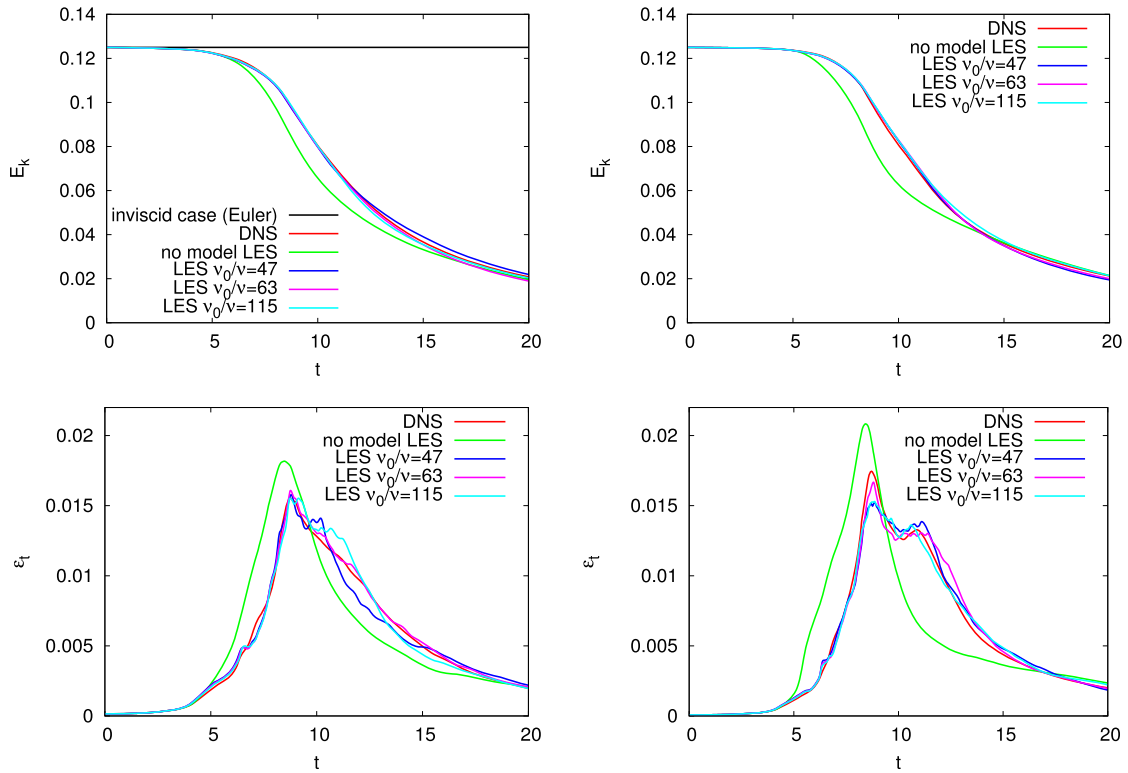 0.14
0.12
0.1
0.08
0.06
0.04
0.02
0
E_k
inviscid case (Euler)
DNS
no model LES
LES ν_0/ν=47
LES ν_0/ν=63
LES ν_0/ν=115
0 5 10 15 20
t
0.14
0.12
0.1
0.08
0.06
0.04
0.02
0
E_k
DNS
no model LES
LES ν_0/ν=47
LES ν_0/ν=63
LES ν_0/ν=115
0 5 10 15 20
t
0.02
0.015
0.01
0.005
0
ε_t
DNS
no model LES
LES ν_0/ν=47
LES ν_0/ν=63
LES ν_0/ν=115
0 5 10 15 20
t
0.02
0.015
0.01
0.005
0
ε_t
DNS
no model LES
LES ν_0/ν=47
LES ν_0/ν=63
LES ν_0/ν=115
0 5 10 15 20
t